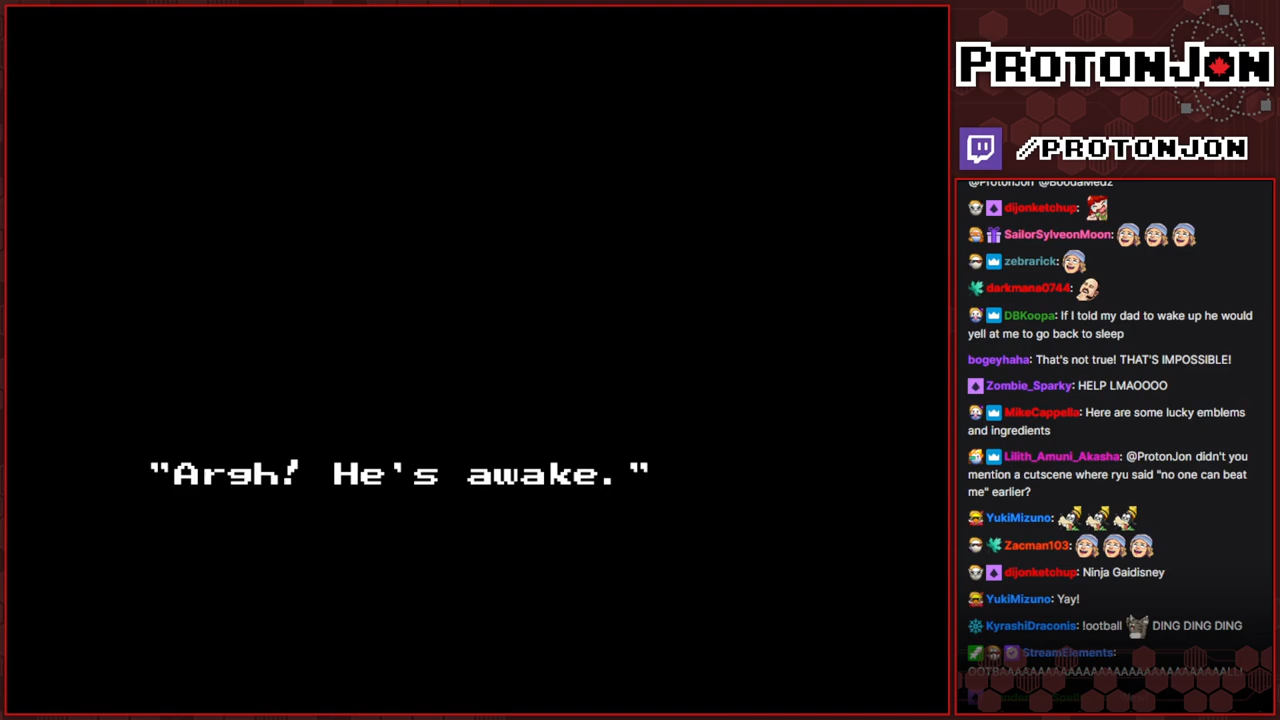 "Argh! He's awake."
PROTONJON
/PROTONJON
@ProtonJon @BoodaMedz
dijonketchup:
SailorSylveonMoon:
zebrarick:
darkmana0744:
DBKoopa: If I told my dad to wake up he would
yell at me to go back to sleep
bogeyhaha: That's not true! THAT'S IMPOSSIBLE!
Zombie_Sparky: HELP LMAOOOO
MikeCappella: Here are some lucky emblems
and ingredients
Lilith_Amuni_Akasha: @ProtonJon didn't you
mention a cutscene where ryu said "no one can beat
me" earlier?
YukiMizuno:
Zacman103:
dijonketchup: Ninja Gaidisney
YukiMizuno: Yay!
KyrashiDraconis: !ootball DING DING DING
StreamElements: